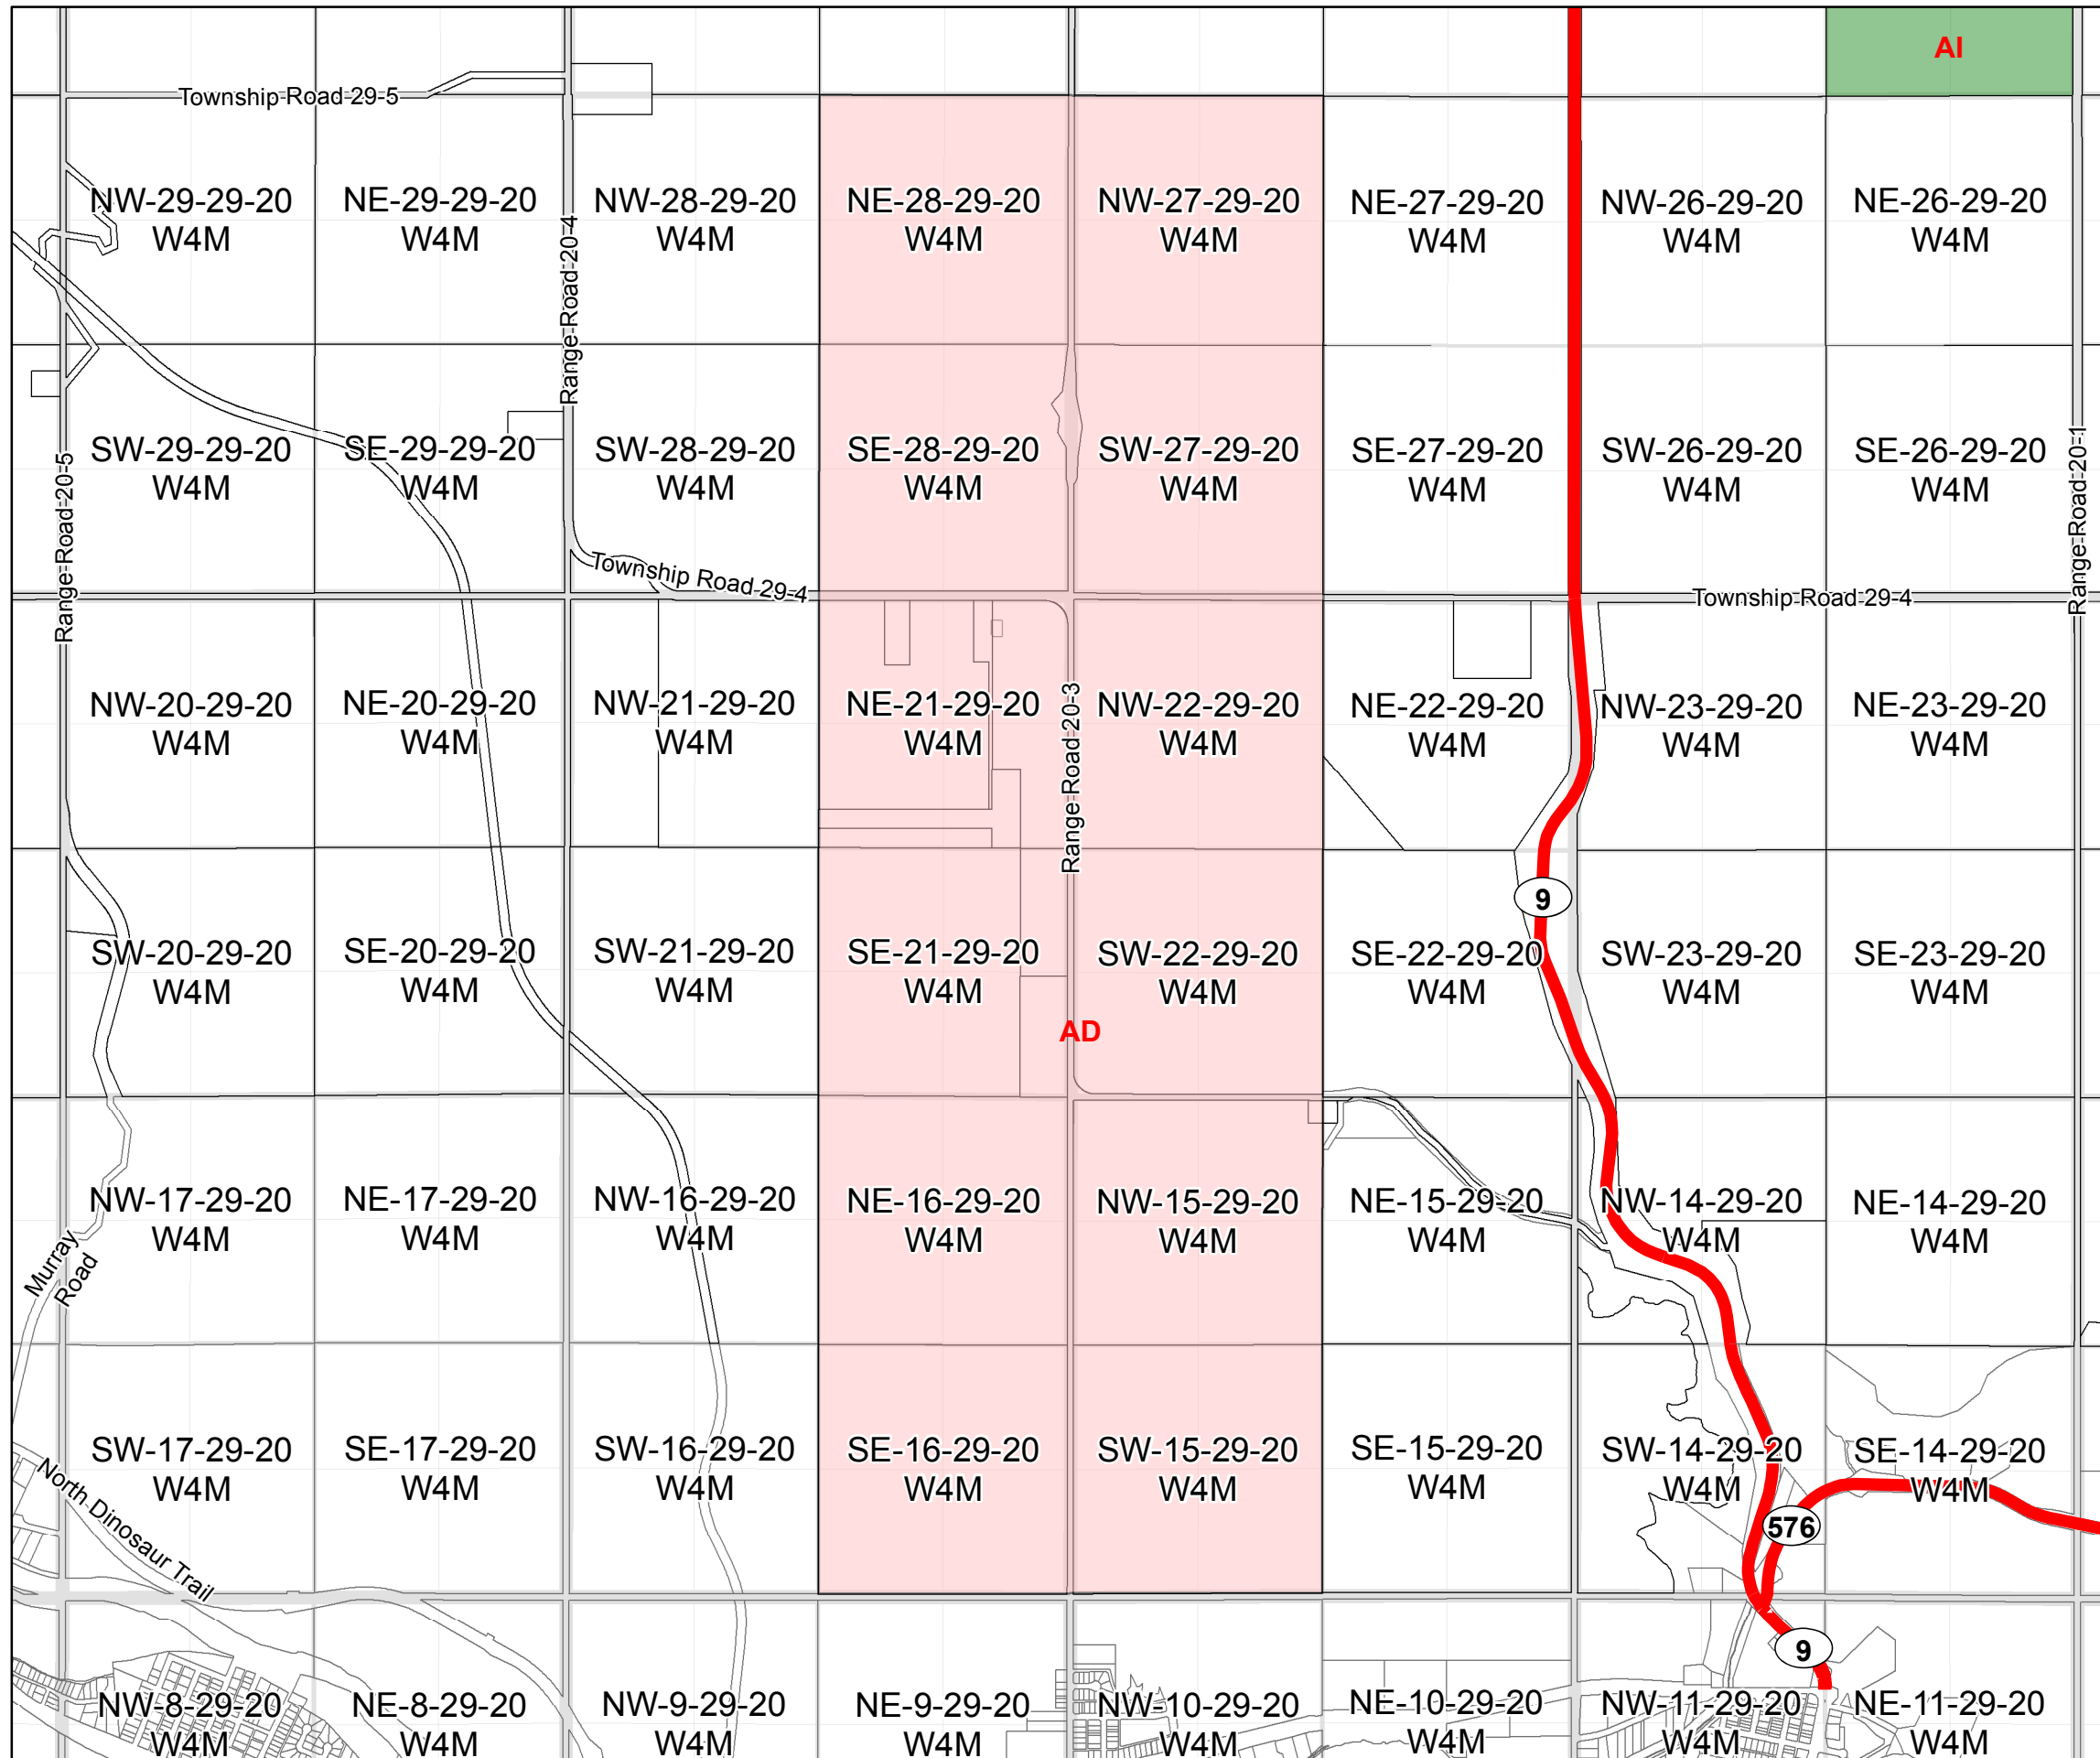 AI
Township Road 29-5
NW-29-29-20
W4M
NE-29-29-20
W4M
NW-28-29-20
W4M
NE-28-29-20
W4M
NW-27-29-20
W4M
NE-27-29-20
W4M
NW-26-29-20
W4M
NE-26-29-20
W4M
Range Road 20-4
SW-29-29-20
W4M
SE-29-29-20
W4M
SW-28-29-20
W4M
SE-28-29-20
W4M
SW-27-29-20
W4M
SE-27-29-20
W4M
SW-26-29-20
W4M
SE-26-29-20
W4M
Range Road 20-5
Range Road 20-1
Township Road 29-4
Township Road 29-4
NW-20-29-20
W4M
NE-20-29-20
W4M
NW-21-29-20
W4M
NE-21-29-20
W4M
Range Road 20-3
NW-22-29-20
W4M
NE-22-29-20
W4M
NW-23-29-20
W4M
NE-23-29-20
W4M
9
SW-20-29-20
W4M
SE-20-29-20
W4M
SW-21-29-20
W4M
SE-21-29-20
W4M
SW-22-29-20
W4M
SE-22-29-20
W4M
SW-23-29-20
W4M
SE-23-29-20
W4M
AD
NW-17-29-20
W4M
NE-17-29-20
W4M
NW-16-29-20
W4M
NE-16-29-20
W4M
NW-15-29-20
W4M
NE-15-29-20
W4M
NW-14-29-20
W4M
NE-14-29-20
W4M
Murray
Road
SW-17-29-20
W4M
SE-17-29-20
W4M
SW-16-29-20
W4M
SE-16-29-20
W4M
SW-15-29-20
W4M
SE-15-29-20
W4M
SW-14-29-20
W4M
SE-14-29-20
W4M
North Dinosaur Trail
576
9
NW-8-29-20
W4M
NE-8-29-20
W4M
NW-9-29-20
W4M
NE-9-29-20
W4M
NW-10-29-20
W4M
NE-10-29-20
W4M
NW-11-29-20
W4M
NE-11-29-20
W4M